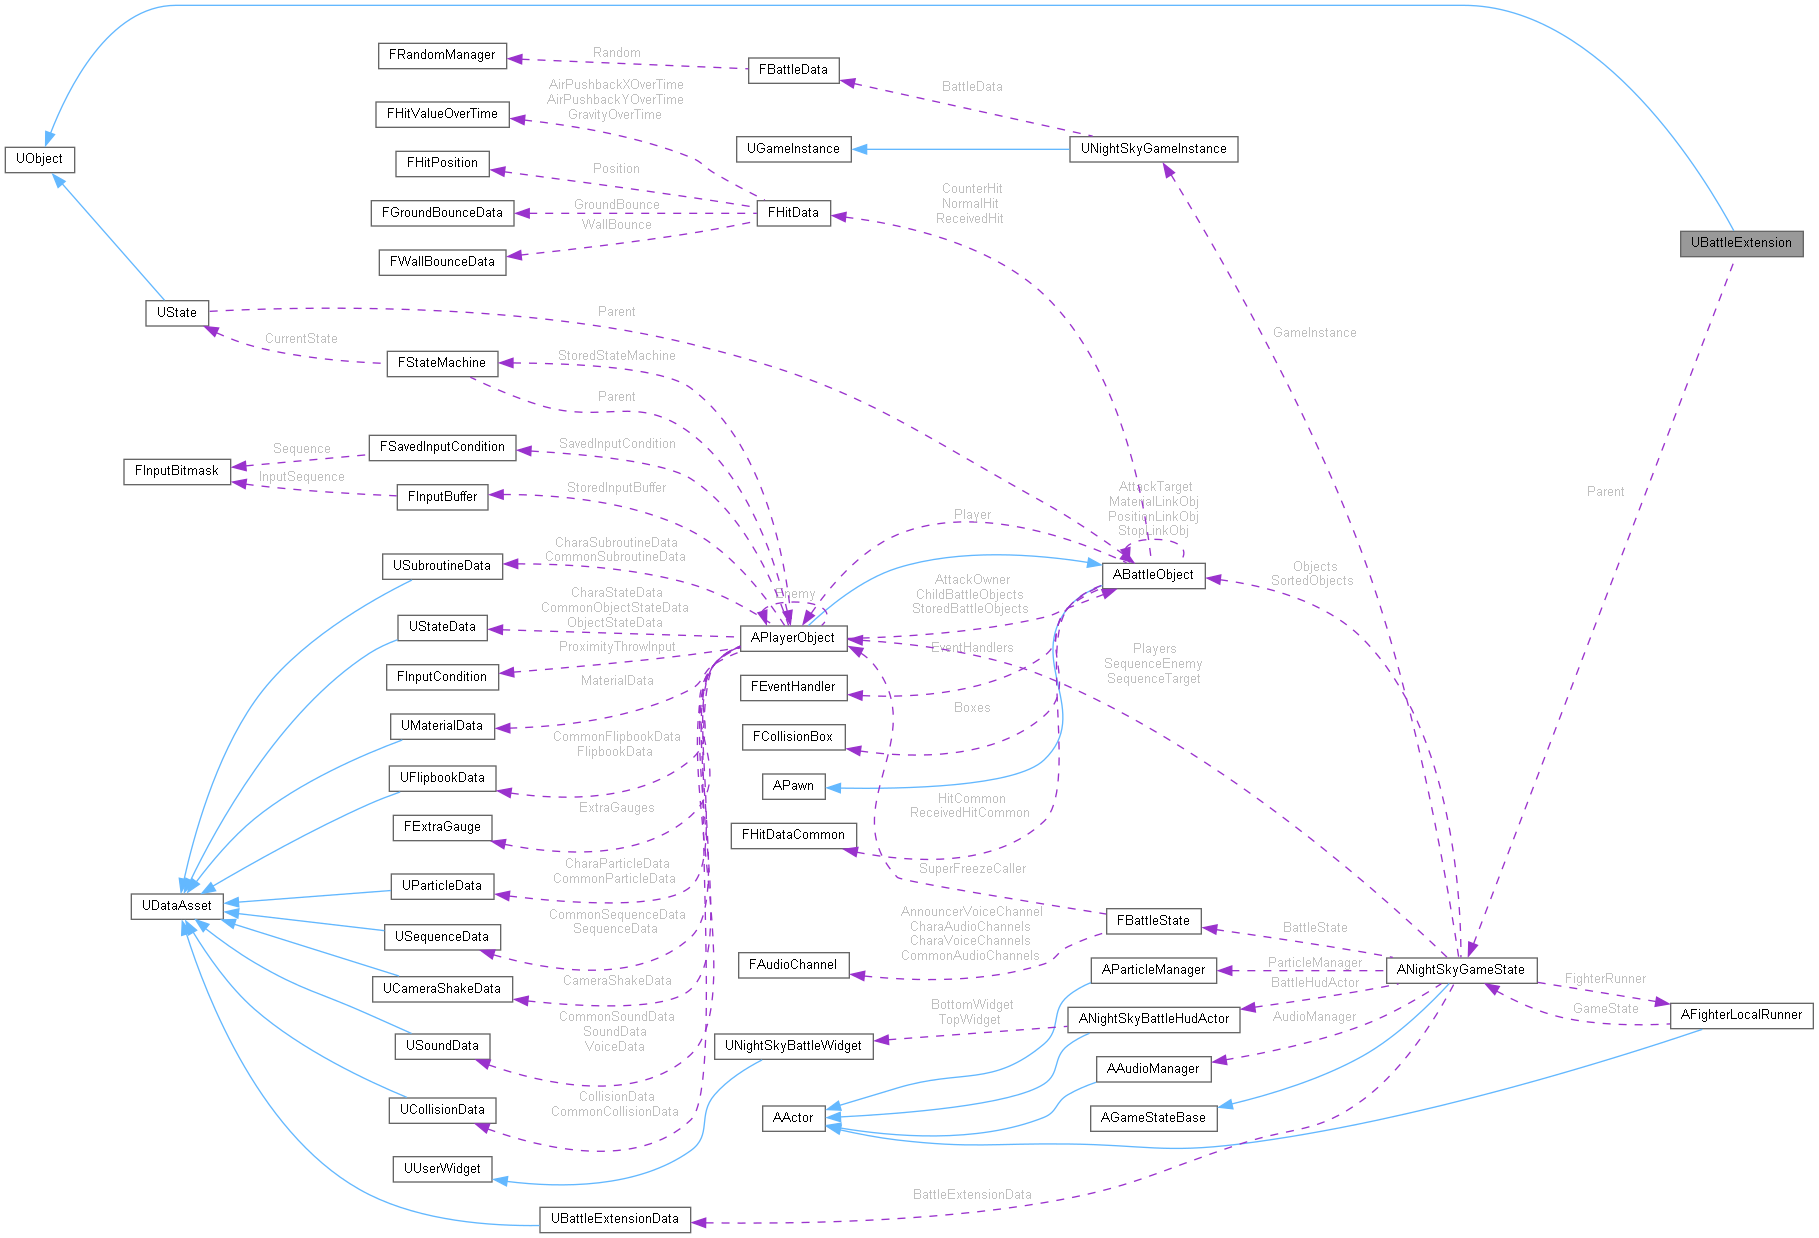 FRandomManager
Random
FBattleData
BattleData
AirPushbackXOverTime
AirPushbackYOverTime
GravityOverTime
FHitValueOverTime
UObject
UGameInstance
UNightSkyGameInstance
FHitPosition
Position
CounterHit
NormalHit
ReceivedHit
FGroundBounceData
GroundBounce
FHitData
WallBounce
UBattleExtension
FWallBounceData
UState
Parent
GameInstance
CurrentState
FStateMachine
StoredStateMachine
Parent
FSavedInputCondition
SavedInputCondition
Sequence
FInputBitmask
InputSequence
FInputBuffer
StoredInputBuffer
AttackTarget
MaterialLinkObj
PositionLinkObj
StopLinkObj
Parent
Player
CharaSubroutineData
CommonSubroutineData
USubroutineData
ABattleObject
Objects
SortedObjects
CharaStateData
CommonObjectStateData
ObjectStateData
UStateData
Enemy
APlayerObject
AttackOwner
ChildBattleObjects
StoredBattleObjects
ProximityThrowInput
EventHandlers
Players
SequenceEnemy
SequenceTarget
FInputCondition
MaterialData
FEventHandler
Boxes
UMaterialData
CommonFlipbookData
FlipbookData
FCollisionBox
UFlipbookData
APawn
ExtraGauges
HitCommon
ReceivedHitCommon
FExtraGauge
FHitDataCommon
CharaParticleData
CommonParticleData
SuperFreezeCaller
UParticleData
UDataAsset
CommonSequenceData
SequenceData
AnnouncerVoiceChannel
CharaAudioChannels
CharaVoiceChannels
CommonAudioChannels
FBattleState
BattleState
USequenceData
FAudioChannel
AParticleManager
ParticleManager
ANightSkyGameState
CameraShakeData
UCameraShakeData
BattleHudActor
FighterRunner
BottomWidget
TopWidget
ANightSkyBattleHudActor
AudioManager
GameState
AFighterLocalRunner
CommonSoundData
SoundData
VoiceData
USoundData
UNightSkyBattleWidget
AAudioManager
CollisionData
CommonCollisionData
UCollisionData
AActor
AGameStateBase
UUserWidget
BattleExtensionData
UBattleExtensionData